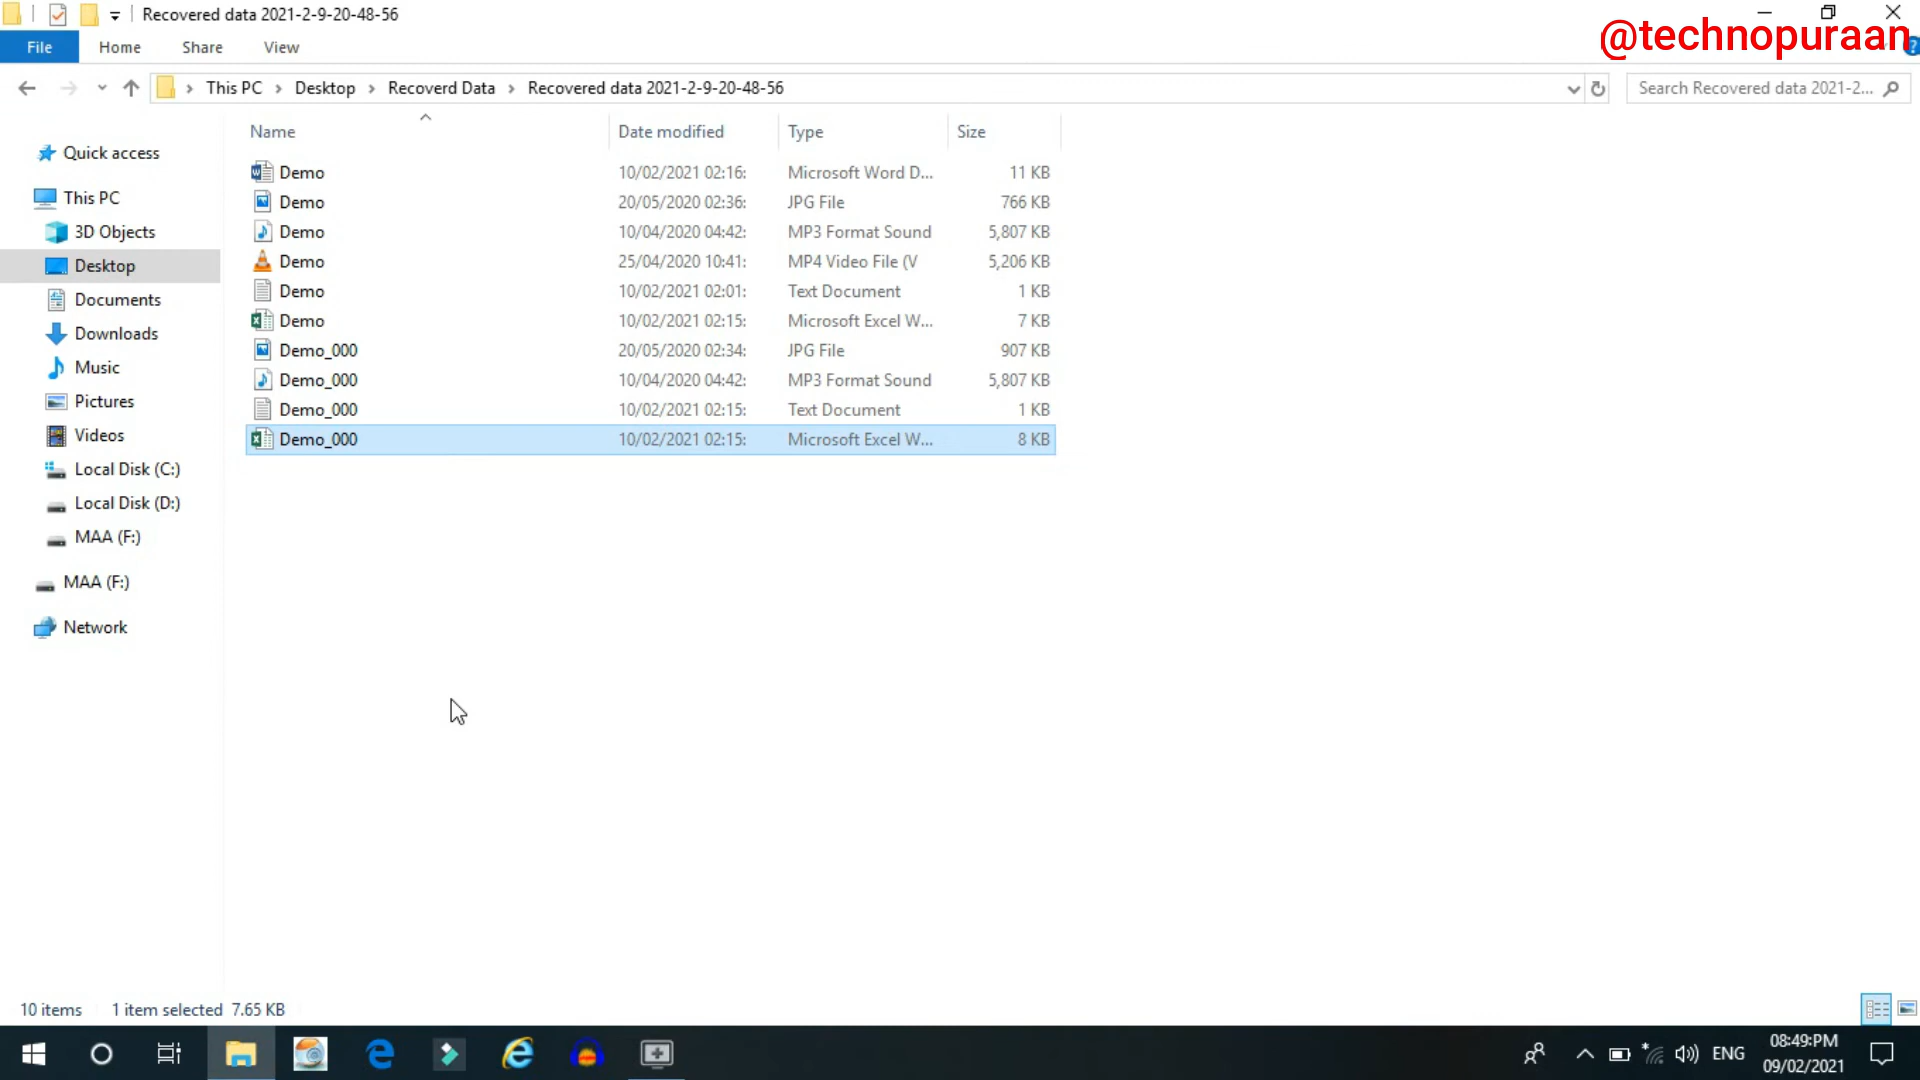 Recovered data 2021-2-9-20-48-56
@technopuraan
File Home Share View
This PC > Desktop > Recoverd Data > Recovered data 2021-2-9-20-48-56
Search Recovered data 2021-2...
Name Date modified Type Size
Demo 10/02/2021 02:16: Microsoft Word D... 11 KB
Demo 20/05/2020 02:36: JPG File 766 KB
Demo 10/04/2020 04:42: MP3 Format Sound 5,807 KB
Demo 25/04/2020 10:41: MP4 Video File (V 5,206 KB
Demo 10/02/2021 02:01: Text Document 1 KB
Demo 10/02/2021 02:15: Microsoft Excel W... 7 KB
Demo_000 20/05/2020 02:34: JPG File 907 KB
Demo_000 10/04/2020 04:42: MP3 Format Sound 5,807 KB
Demo_000 10/02/2021 02:15: Text Document 1 KB
Demo_000 10/02/2021 02:15: Microsoft Excel W... 8 KB
Quick access
This PC
3D Objects
Desktop
Documents
Downloads
Music
Pictures
Videos
Local Disk (C:)
Local Disk (D:)
MAA (F:)
MAA (F:)
Network
10 items 1 item selected 7.65 KB
ENG
08:49:PM
09/02/2021